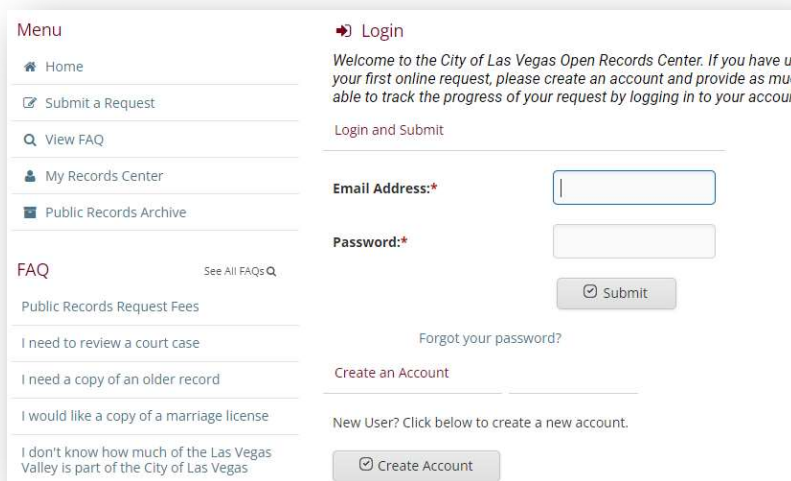 Menu
Home
Submit a Request
View FAQ
My Records Center
Public Records Archive
FAQ
See All FAQs
Public Records Request Fees
I need to review a court case
I need a copy of an older record
I would like a copy of a marriage license
I don't know how much of the Las Vegas
Valley is part of the City of Las Vegas
Login
Welcome to the City of Las Vegas Open Records Center. If you have u
your first online request, please create an account and provide as mu
able to track the progress of your request by logging in to your accou
Login and Submit
Email Address:*
Password:*
Submit
Forgot your password?
Create an Account
New User? Click below to create a new account.
Create Account